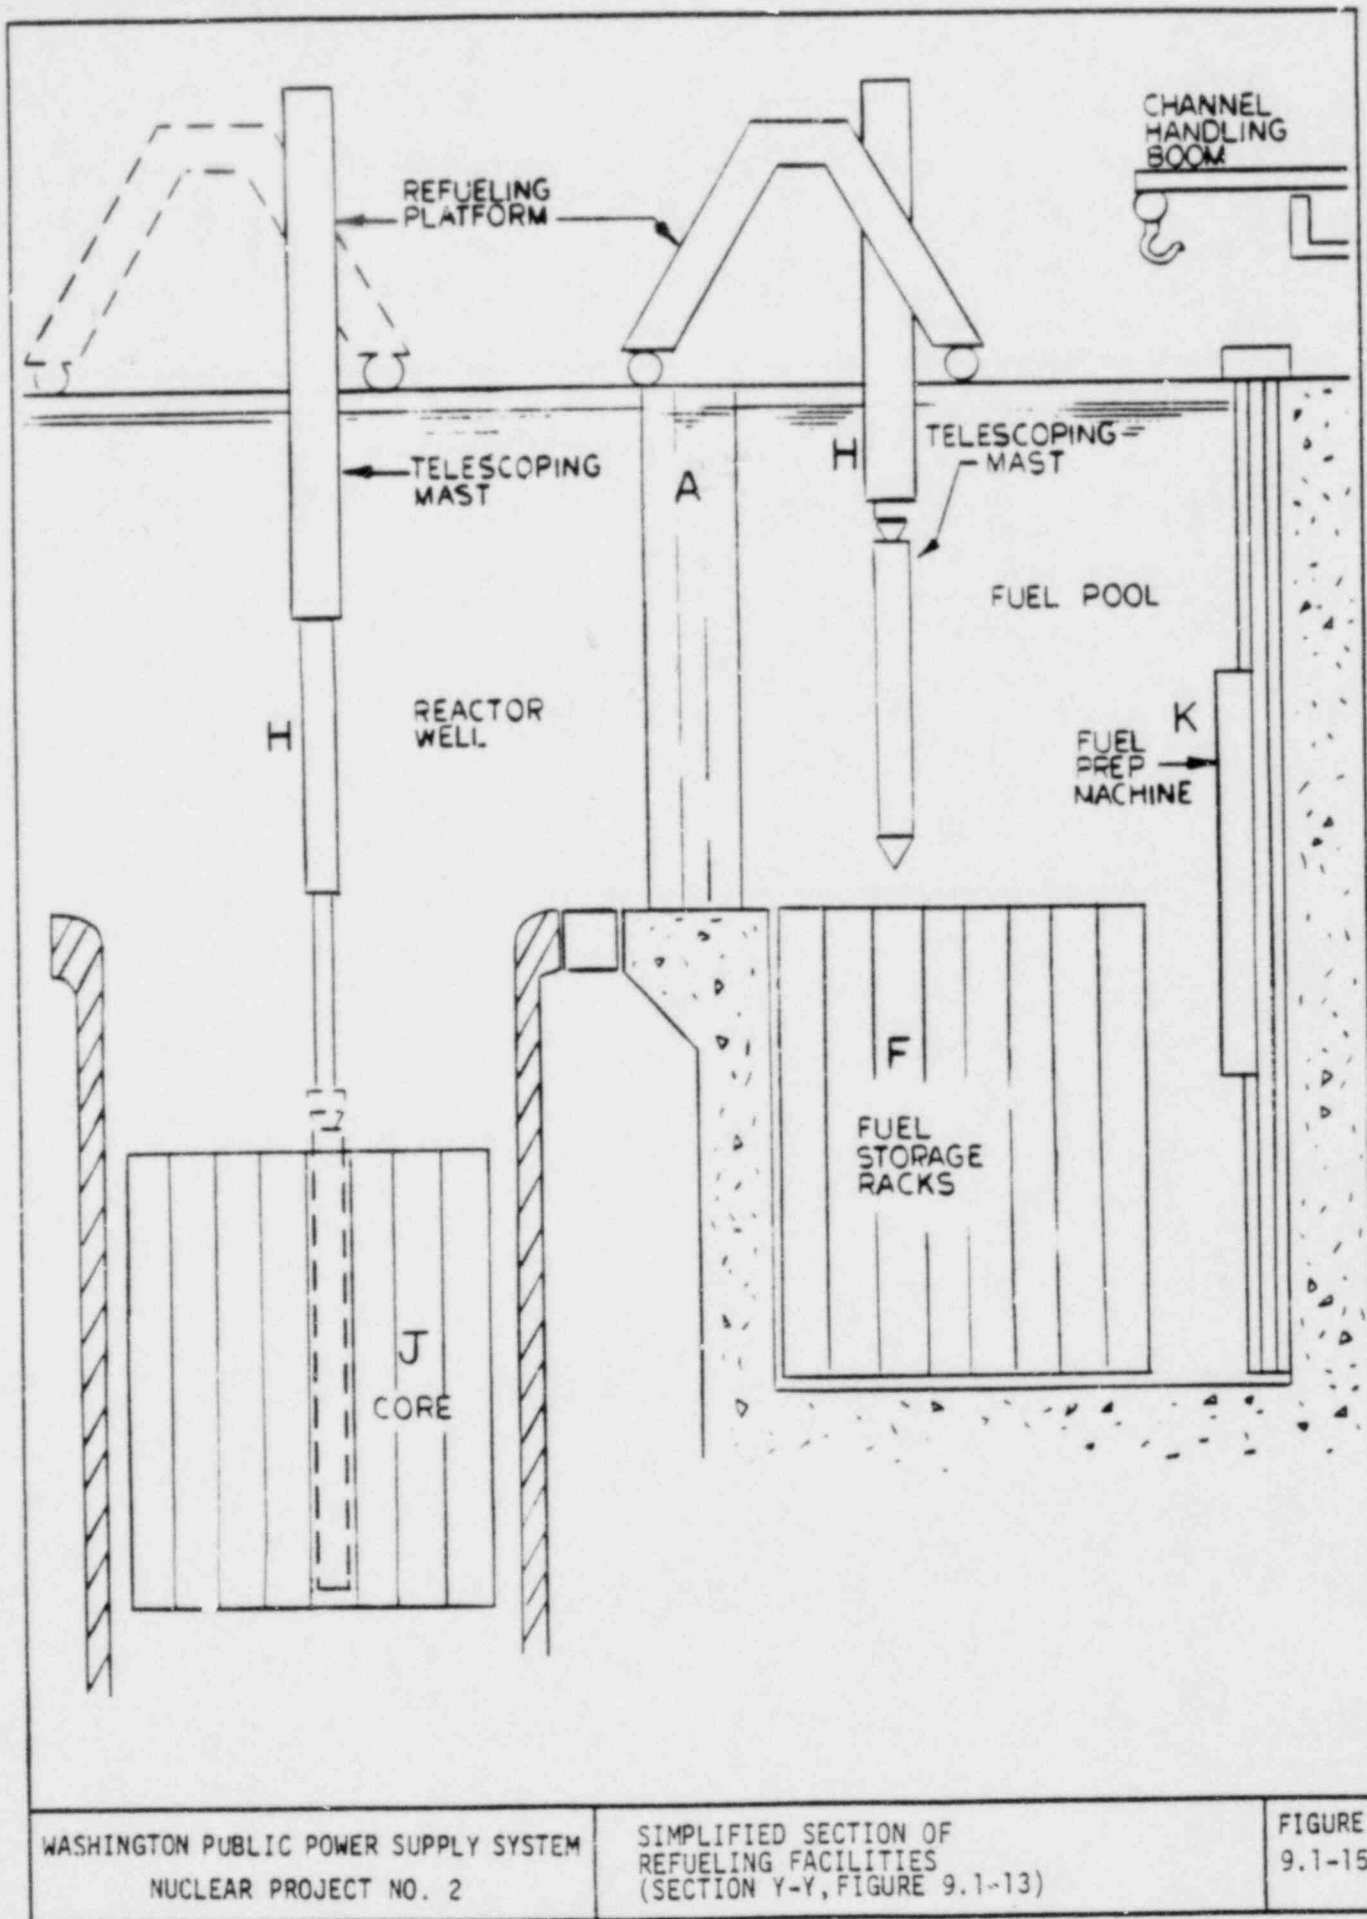 CHANNEL
HANDLING
BOOM
REFUELING
PLATFORM
TELESCOPING
MAST
H
TELESCOPING
MAST
A
FUEL POOL
H
REACTOR
WELL
K
FUEL
PREP
MACHINE
F
FUEL
STORAGE
RACKS
J
CORE
WASHINGTON PUBLIC POWER SUPPLY SYSTEM
NUCLEAR PROJECT NO. 2
SIMPLIFIED SECTION OF
REFUELING FACILITIES
(SECTION Y-Y, FIGURE 9.1-13)
FIGURE
9.1-15